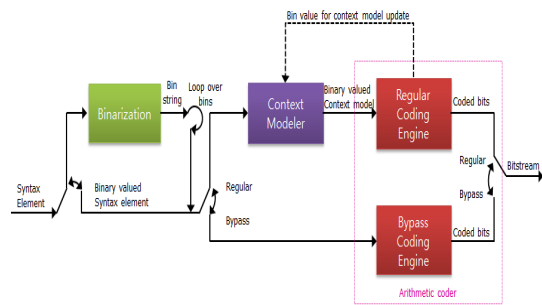 Bin value for context model update
Bin
string
Loop over
bins
Binarization
Context
Modeler
Binary valued
Context model
Regular
Coding
Engine
Coded bits
Syntax
Element
Binary valued
Syntax element
Regular
Bypass
Regular
Bypass
Bitstream
Bypass
Coding
Engine
Coded bits
Arithmetic coder